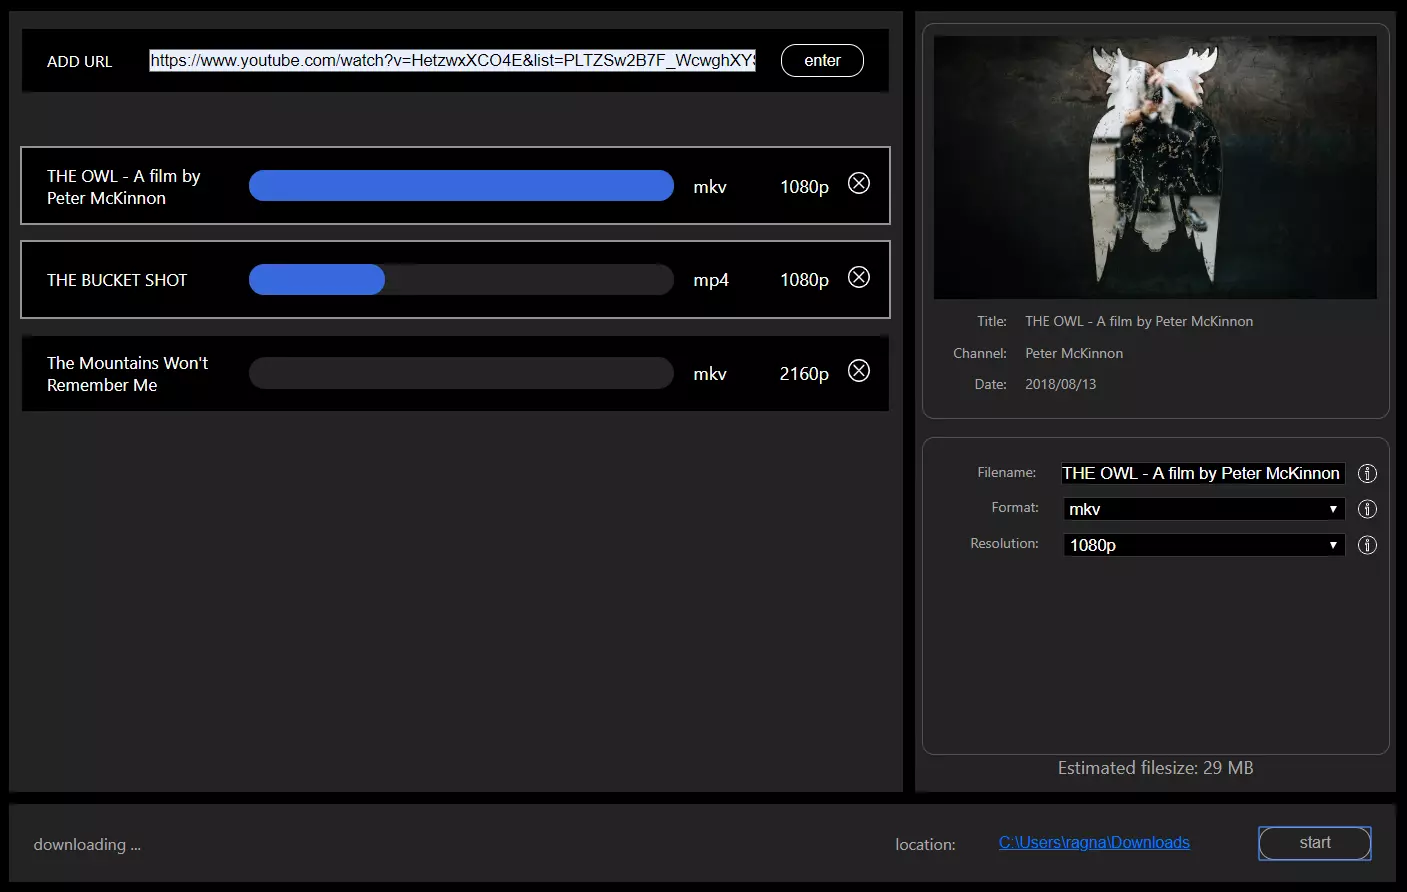 ADD URL
https://www.youtube.com/watch?v=HetzwxXCO4E&list=PLTZSw2B7F_WcwghXYS
enter
THE OWL - A film by
Peter McKinnon
mkv
1080p
THE BUCKET SHOT
mp4
1080p
The Mountains Won't
Remember Me
mkv
2160p
Title: THE OWL - A film by Peter McKinnon
Channel: Peter McKinnon
Date: 2018/08/13
Filename: THE OWL - A film by Peter McKinnon
Format: mkv
Resolution: 1080p
Estimated filesize: 29 MB
downloading ...
location: C:\Users\ragna\Downloads
start